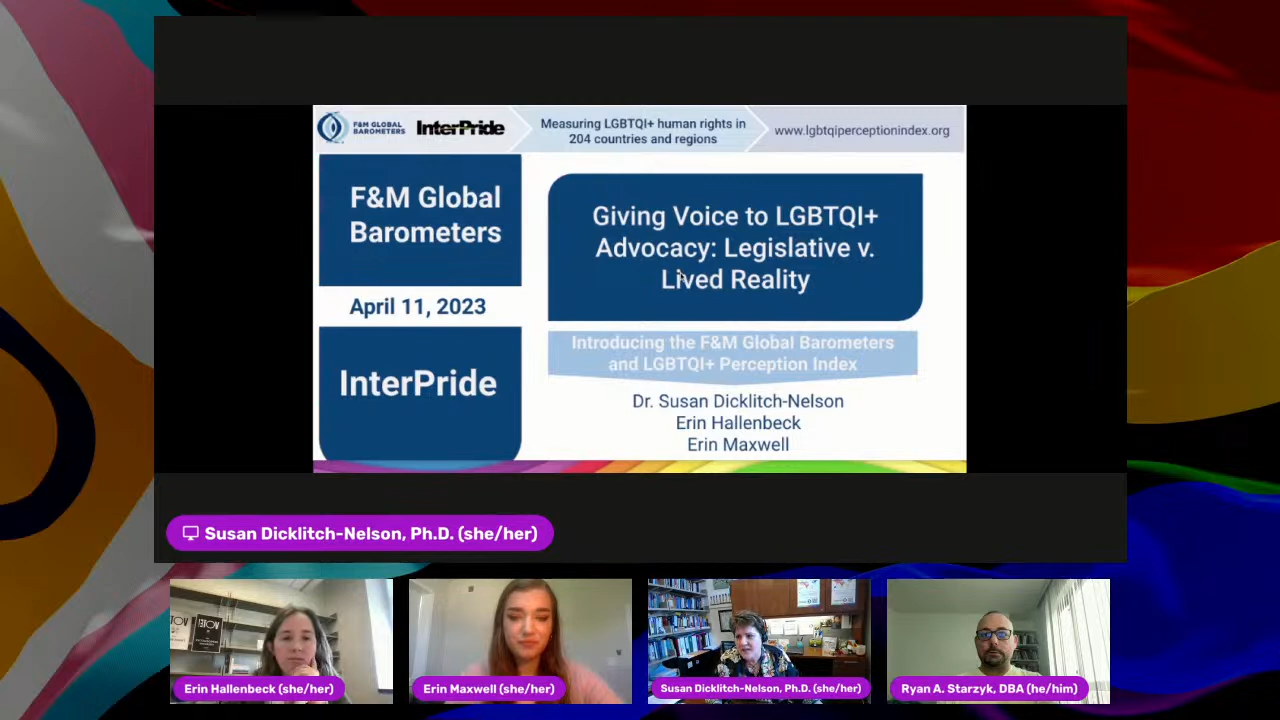 F&M GLOBAL
BAROMETERS
InterPride
Measuring LGBTQI+ human rights in
204 countries and regions
www.lgbtqiperceptionindex.org
F&M Global
Barometers
April 11, 2023
InterPride
Giving Voice to LGBTQI+
Advocacy: Legislative v.
Lived Reality
Introducing the F&M Global Barometers
and LGBTQI+ Perception Index
Dr. Susan Dicklitch-Nelson
Erin Hallenbeck
Erin Maxwell
Susan Dicklitch-Nelson, Ph.D. (she/her)
Erin Hallenbeck (she/her)
Erin Maxwell (she/her)
Susan Dicklitch-Nelson, Ph.D. (she/her)
Ryan A. Starzyk, DBA (he/him)